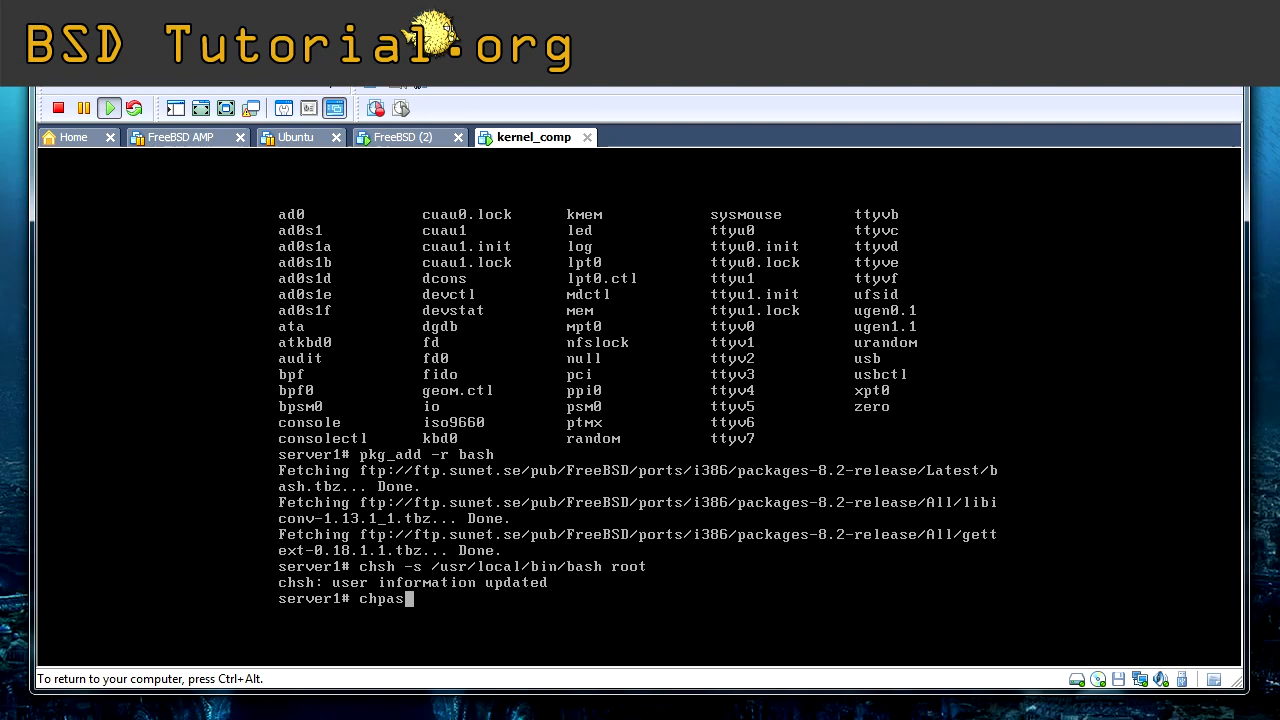 BSD Tutorial.org
Home FreeBSD AMP Ubuntu FreeBSD (2) kernel_comp
ad0 cuau0.lock kmem sysmouse ttyvb
ad0s1 cuau1 led ttyu0 ttyvc
ad0s1a cuau1.init log ttyu0.init ttyvd
ad0s1b cuau1.lock lpt0 ttyu0.lock ttyve
ad0s1d dcons lpt0.ctl ttyu1 ttyvf
ad0s1e devctl mdctl ttyu1.init ufsid
ad0s1f devstat mem ttyu1.lock ugen0.1
ata dgdb mpt0 ttyv0 ugen1.1
atkbd0 fd nfslock ttyv1 urandom
audit fd0 null ttyv2 usb
bpf fido pci ttyv3 usbctl
bpf0 geom.ctl ppi0 ttyv4 xpt0
bpsm0 io psm0 ttyv5 zero
console iso9660 ptmx ttyv6
consolectl kbd0 random ttyv7
server1# pkg_add -r bash
Fetching ftp://ftp.sunet.se/pub/FreeBSD/ports/i386/packages-8.2-release/Latest/b
ash.tbz... Done.
Fetching ftp://ftp.sunet.se/pub/FreeBSD/ports/i386/packages-8.2-release/All/libi
conv-1.13.1_1.tbz... Done.
Fetching ftp://ftp.sunet.se/pub/FreeBSD/ports/i386/packages-8.2-release/All/gett
ext-0.18.1.1.tbz... Done.
server1# chsh -s /usr/local/bin/bash root
chsh: user information updated
server1# chpas
To return to your computer, press Ctrl+Alt.